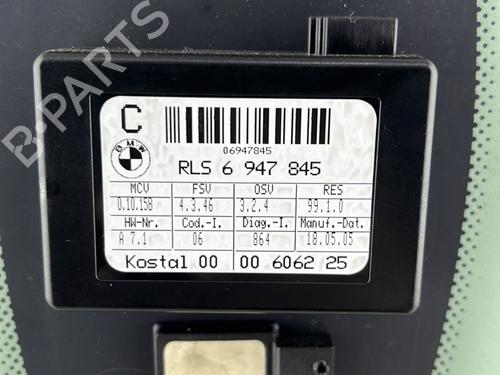 C
06947845
BMW
RLS 6 947 845
MCV FSV OSV RES
0.10.158 4.3.46 3.2.4 99.1.0
HW-Nr. Cod.-I. Diag.-I. Manuf.-Dat.
A 7.1 06 864 18.05.05
Kostal 00 00 6062 25
B-PARTS